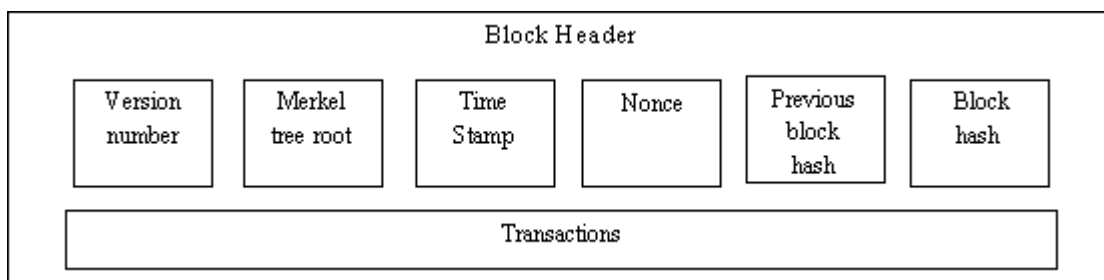 Block Header
Version
number
Merkel
tree root
Time
Stamp
Nonce
Previous
block
hash
Block
hash
Transactions